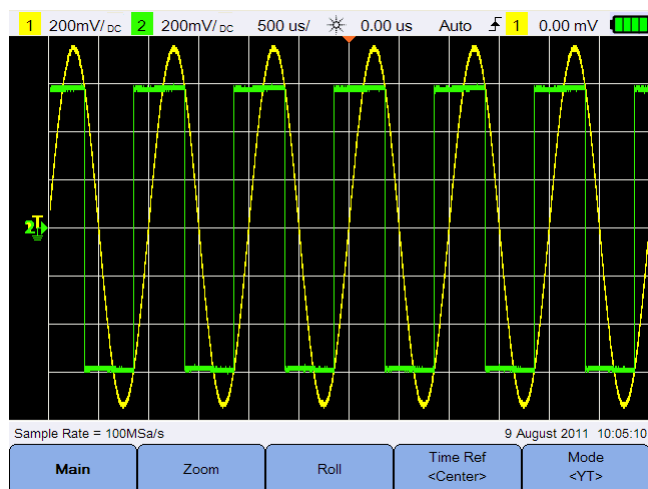 1 200mV/ DC 2 200mV/ DC 500 us/ 0.00 us Auto 1 0.00 mV
2 T
Sample Rate = 100MSa/s 9 August 2011 10:05:10
Main Zoom Roll Time Ref <Center> Mode <YT>